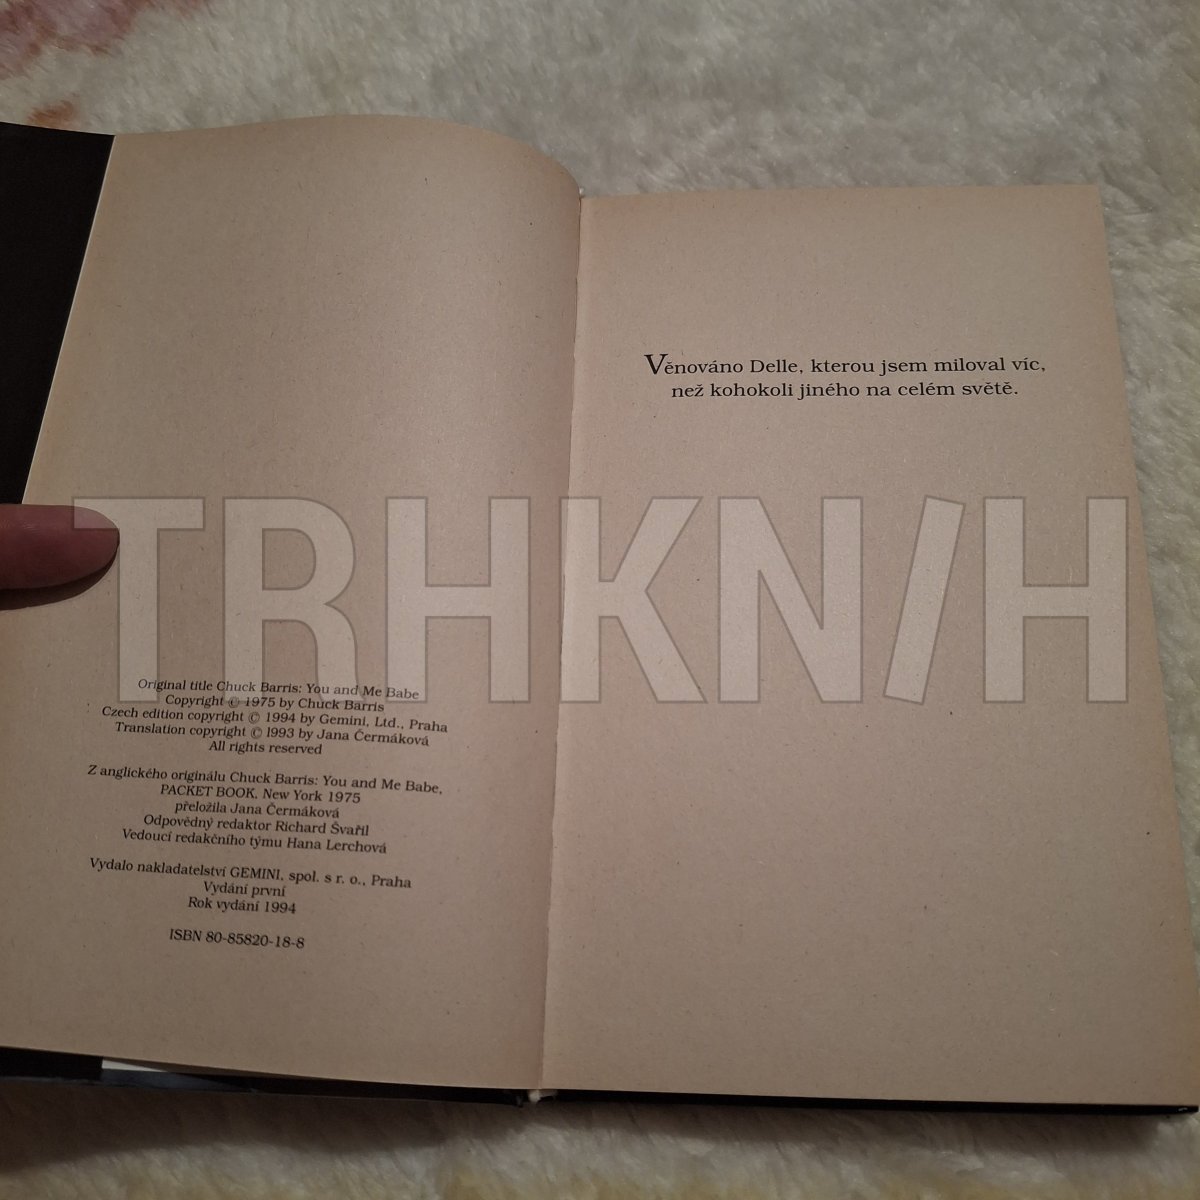 Original title Chuck Barris: You and Me Babe
Copyright © 1975 by Chuck Barris
Czech edition copyright © 1994 by Gemini, Ltd., Praha
Translation copyright © 1993 by Jana Čermáková
All rights reserved
Z anglického originálu Chuck Barris: You and Me Babe,
PACKET BOOK, New York 1975
přeložila Jana Čermáková
Odpovědný redaktor Richard Švařil
Vedoucí redakčního týmu Hana Lerchová
Vydalo nakladatelství GEMINI, spol. s r. o., Praha
Vydání první
Rok vydání 1994
ISBN 80-85820-18-8
Věnováno Delle, kterou jsem miloval víc,
než kohokoli jiného na celém světě.
TRHKN/H